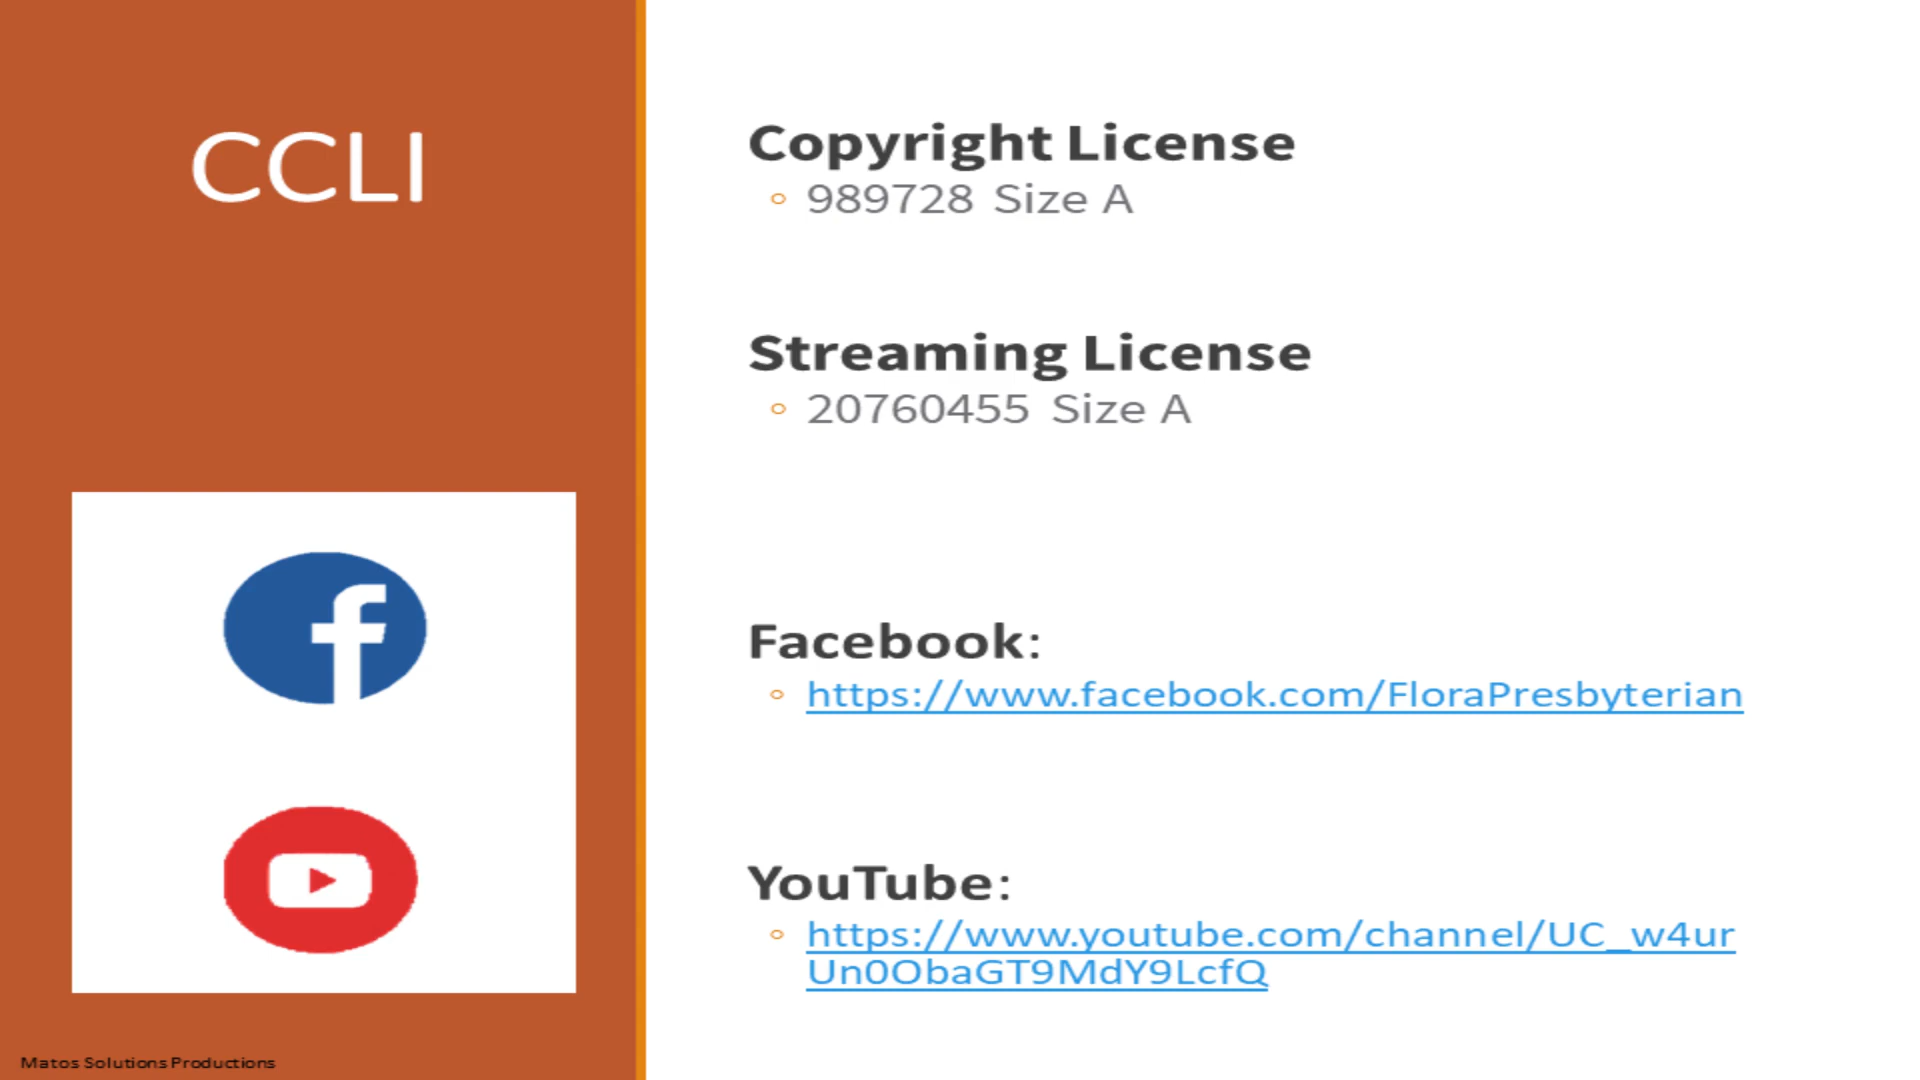 CCLI
Copyright License
989728 Size A
Streaming License
20760455 Size A
Facebook:
https://www.facebook.com/FloraPresbyterian
YouTube:
https://www.youtube.com/channel/UC_w4ur
Un0ObaGT9MdY9LcfQ
Matos Solutions Productions